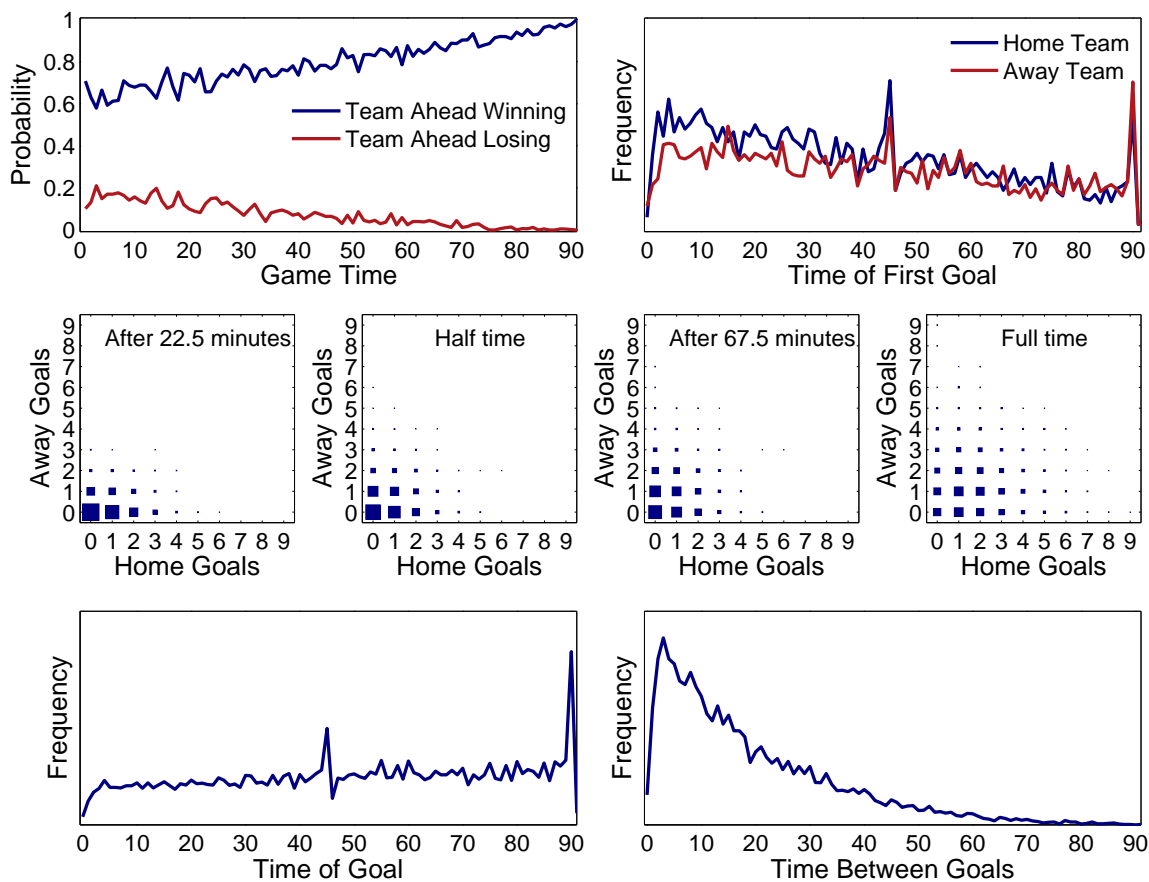 1
0.8
0.6
0.4
0.2
0
Probability
Team Ahead Winning
Team Ahead Losing
0 10 20 30 40 50 60 70 80 90
Game Time
Frequency
Home Team
Away Team
0 10 20 30 40 50 60 70 80 90
Time of First Goal
9
8
7
6
5
4
3
2
1
0
Away Goals
After 22.5 minutes
0 1 2 3 4 5 6 7 8 9
Home Goals
9
8
7
6
5
4
3
2
1
0
Away Goals
Half time
0 1 2 3 4 5 6 7 8 9
Home Goals
9
8
7
6
5
4
3
2
1
0
Away Goals
After 67.5 minutes
0 1 2 3 4 5 6 7 8 9
Home Goals
9
8
7
6
5
4
3
2
1
0
Away Goals
Full time
0 1 2 3 4 5 6 7 8 9
Home Goals
Frequency
0 10 20 30 40 50 60 70 80 90
Time of Goal
Frequency
0 10 20 30 40 50 60 70 80 90
Time Between Goals